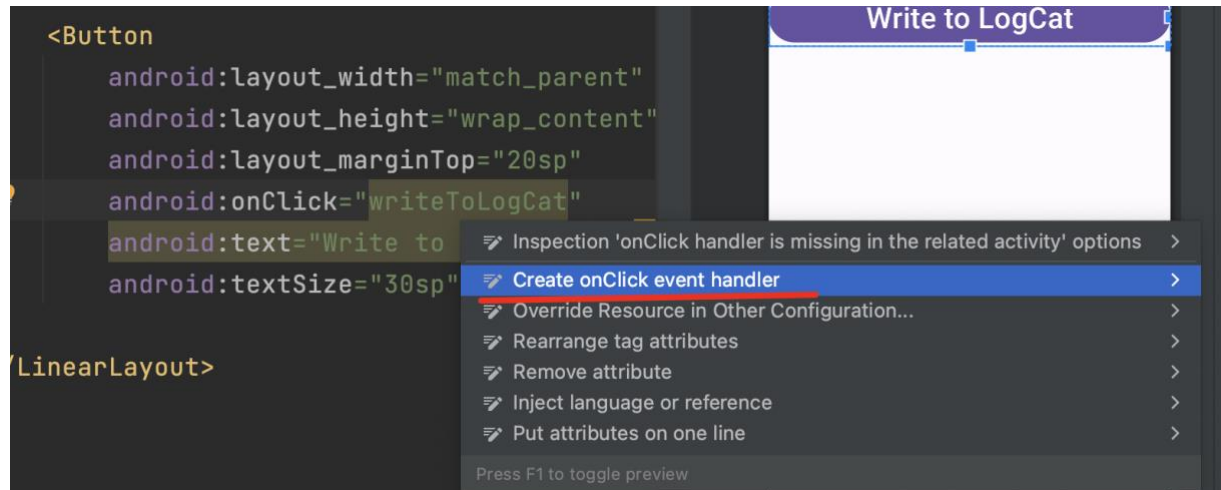 <Button
android:layout_width="match_parent"
android:layout_height="wrap_content"
android:layout_marginTop="20sp"
android:onClick="writeToLogCat"
android:text="Write to
android:textSize="30sp"
/LinearLayout>
Write to LogCat
Inspection 'onClick handler is missing in the related activity' options
Create onClick event handler
Override Resource in Other Configuration...
Rearrange tag attributes
Remove attribute
Inject language or reference
Put attributes on one line
Press F1 to toggle preview